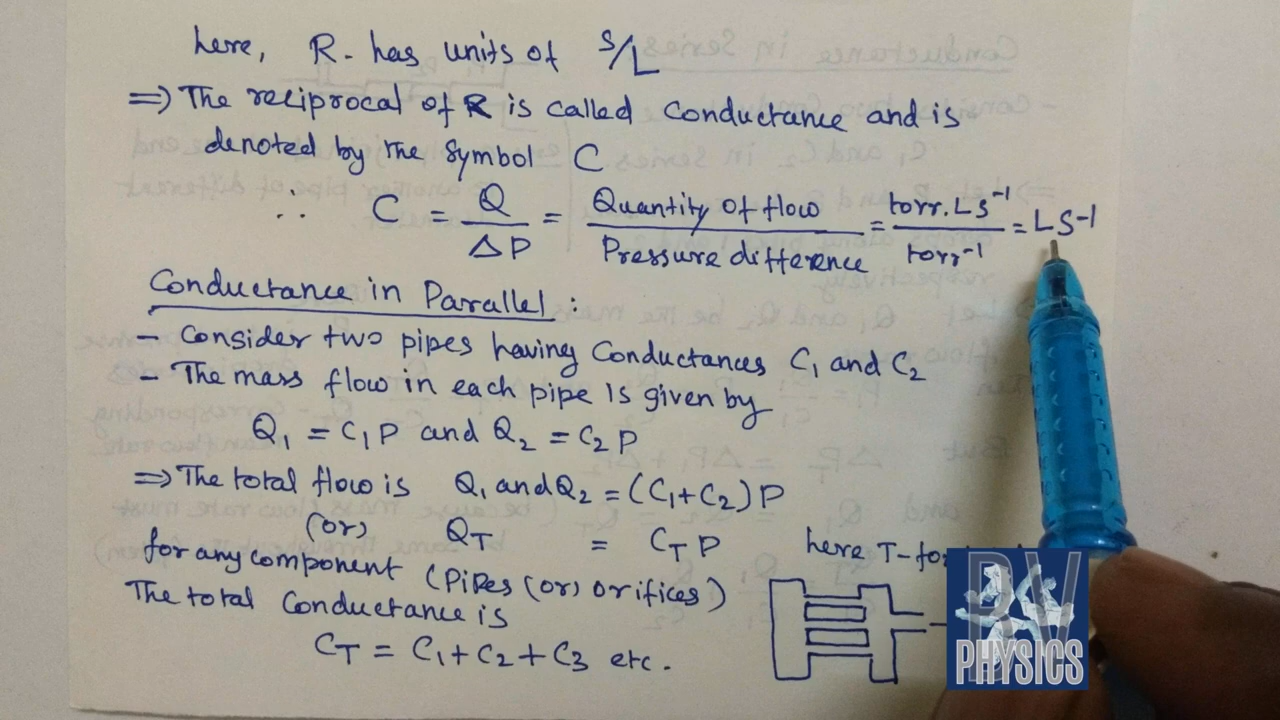 here, R- has units of s/L
⇒ The reciprocal of R is called Conductance and is
denoted by the Symbol C
∴ C = Q / ΔP = Quantity of flow / Pressure difference = torr. L S⁻¹ / torr⁻¹ = L S⁻¹
Conductance in Parallel :
- Consider two pipes having Conductances C₁ and C₂
- The mass flow in each pipe is given by
Q₁ = C₁P and Q₂ = C₂P
⇒ The total flow is Q₁ and Q₂ = (C₁+C₂) P
(or) Q_T = C_T P here T-for
for any component (Pipes (or) orifices)
The total Conductance is
C_T = C₁ + C₂ + C₃ etc.
RV
PHYSICS